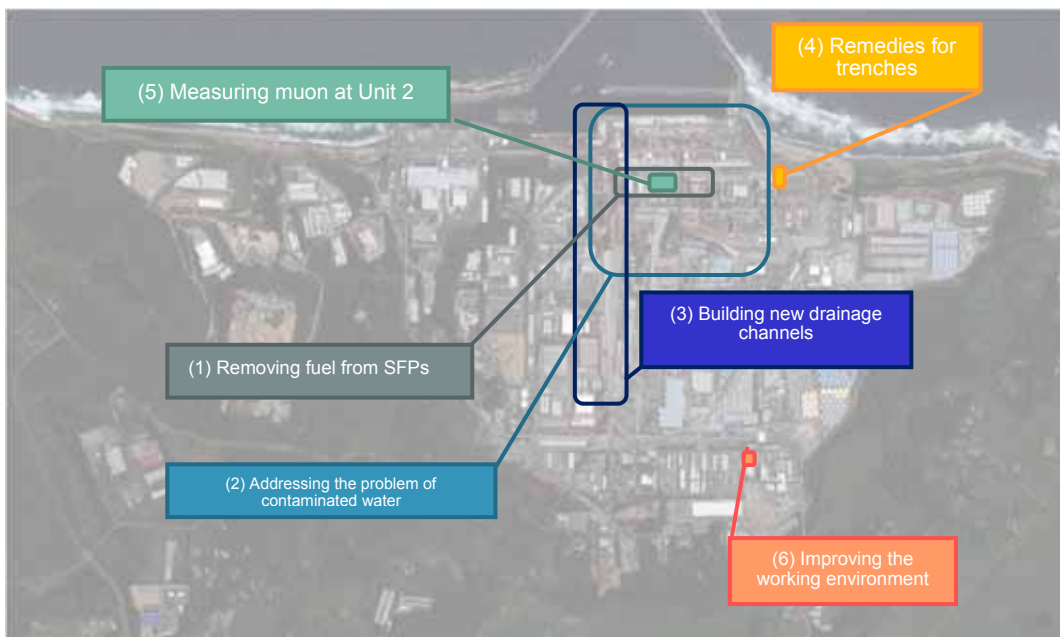 (4) Remedies for
trenches
(5) Measuring muon at Unit 2
(3) Building new drainage
channels
(1) Removing fuel from SFPs
(2) Addressing the problem of
contaminated water
(6) Improving the
working environment